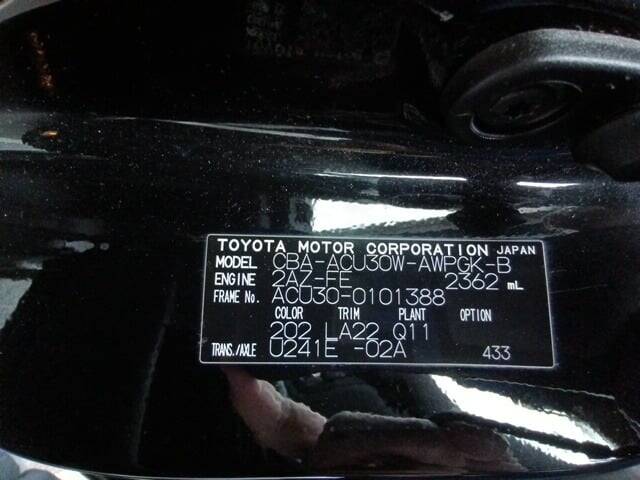 TOYOTA MOTOR CORPORATION JAPAN
MODEL CBA-ACU30W-AWPGK-B
ENGINE 2AZ-FE 2362 mL
FRAME No. ACU30-0101388
COLOR TRIM PLANT OPTION
202 LA22 Q11
TRANS./AXLE U241E -02A 433